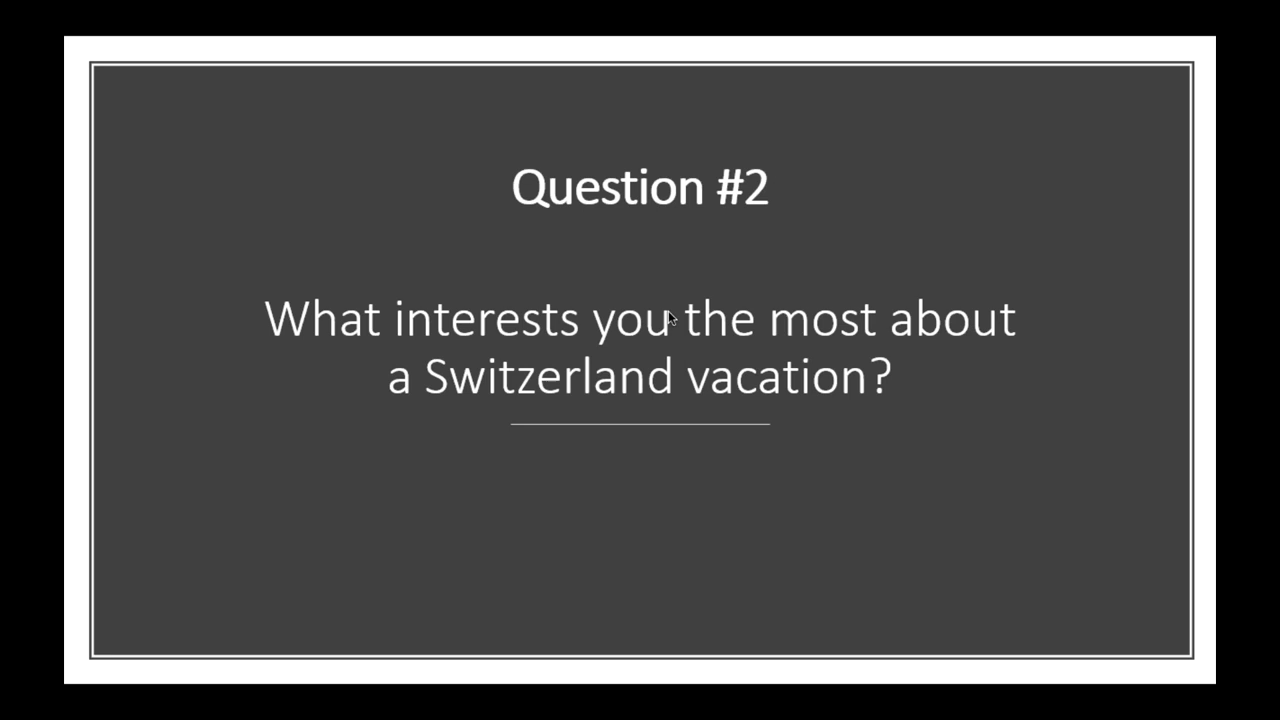 Question #2
What interests you the most about
a Switzerland vacation?